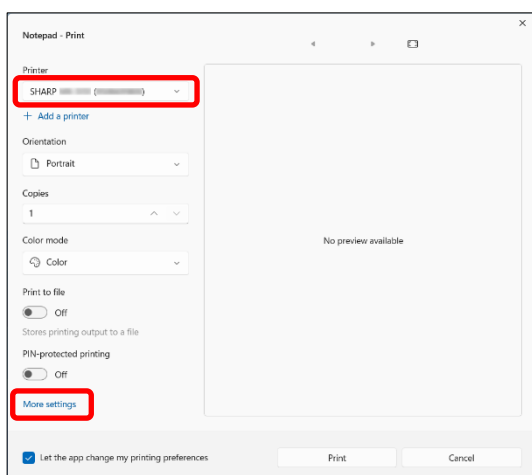 Notepad - Print
Printer
SHARP
+ Add a printer
Orientation
Portrait
Copies
1
Color mode
Color
Print to file
Off
Stores printing output to a file
PIN-protected printing
Off
More settings
No preview available
Let the app change my printing preferences
Print
Cancel